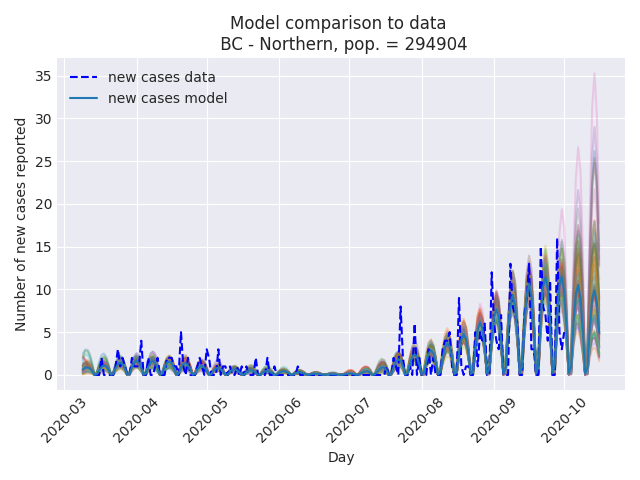 Model comparison to data
BC - Northern, pop. = 294904
new cases data
new cases model
Number of new cases reported
35
30
25
20
15
10
5
0
2020-03
2020-04
2020-05
2020-06
2020-07
2020-08
2020-09
2020-10
Day